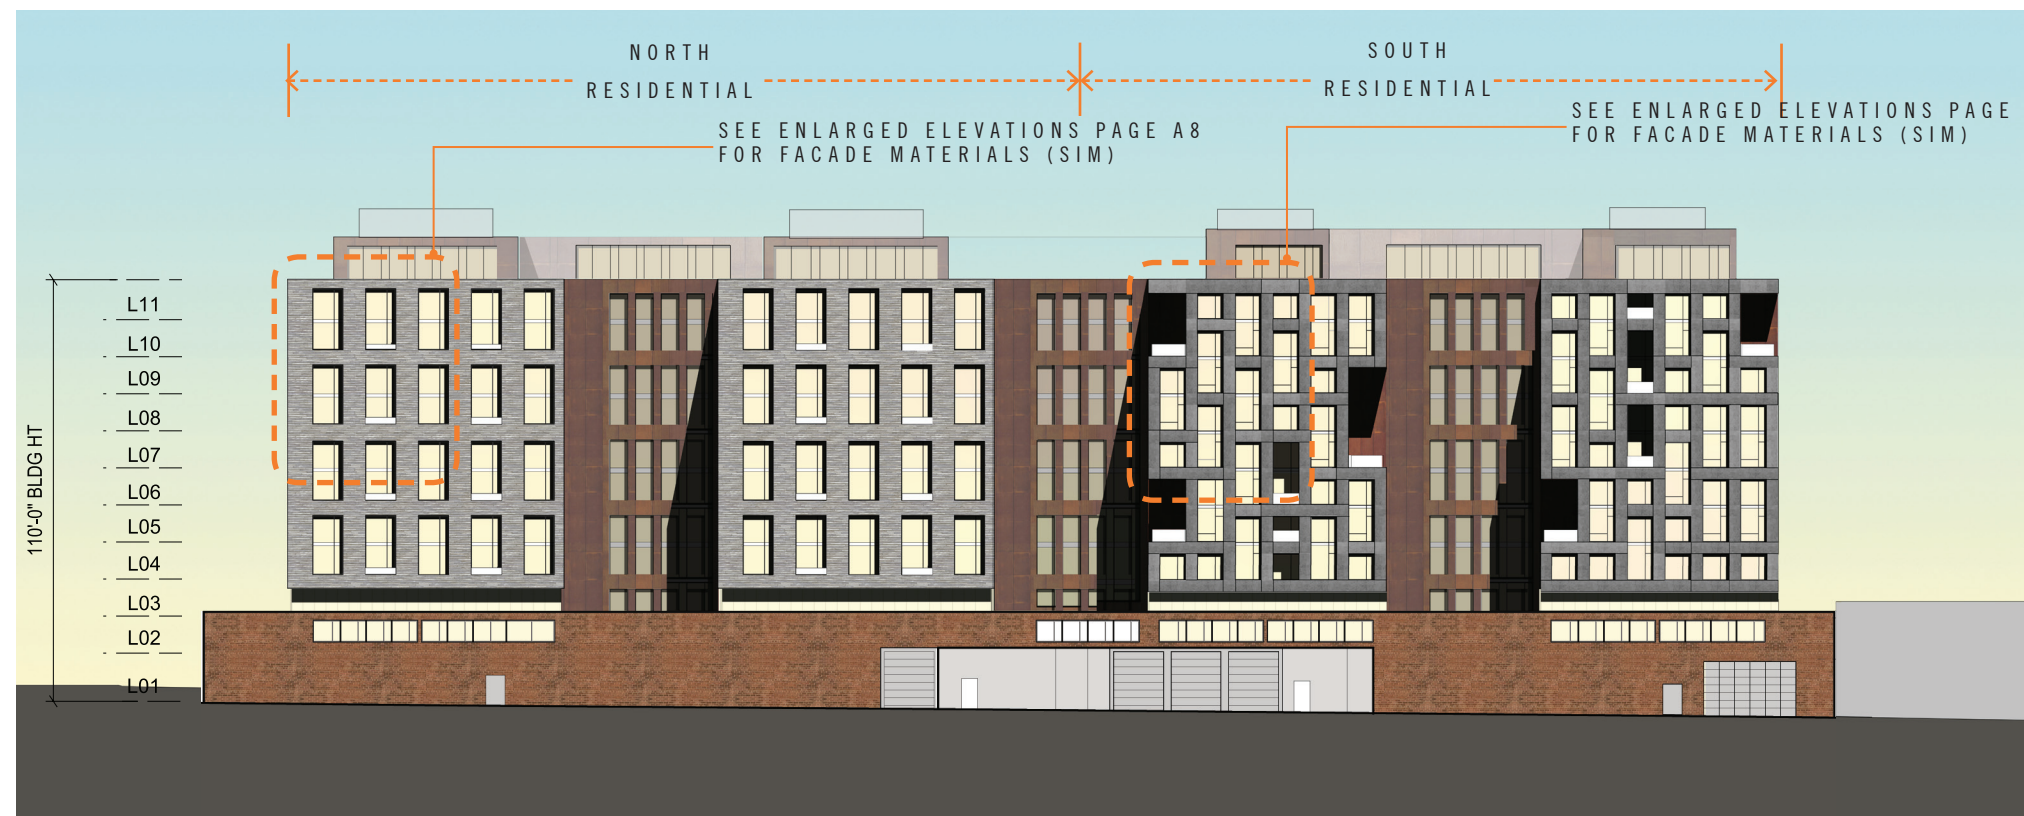 NORTH
RESIDENTIAL
SOUTH
RESIDENTIAL
SEE ENLARGED ELEVATIONS PAGE A8
FOR FACADE MATERIALS (SIM)
SEE ENLARGED ELEVATIONS PAGE
FOR FACADE MATERIALS (SIM)
110'-0" BLDG HT
L11
L10
L09
L08
L07
L06
L05
L04
L03
L02
L01